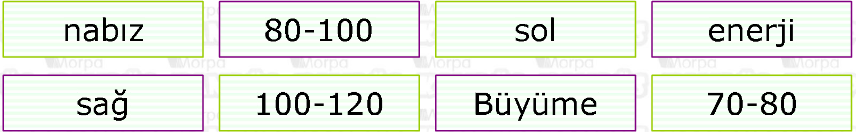 nabız 80-100 sol enerji
sağ 100-120 Büyüme 70-80